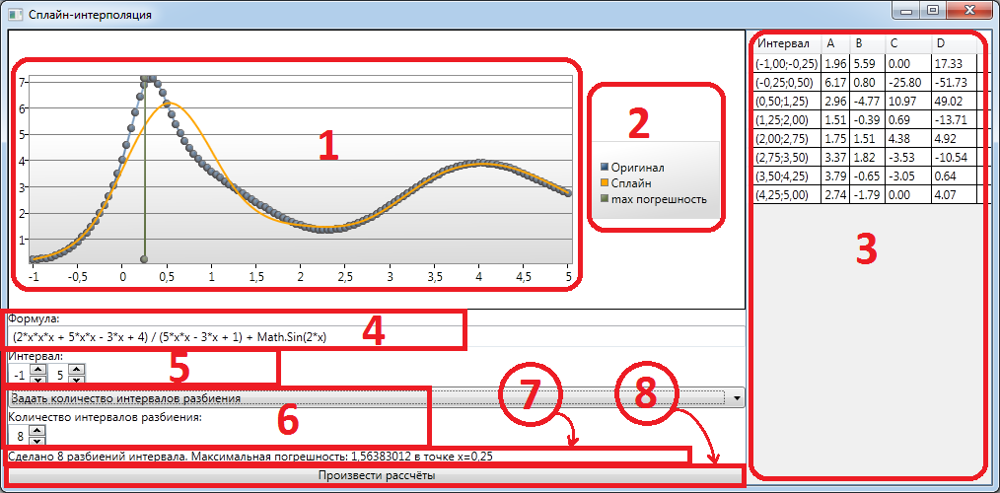 Сплайн-интерполяция
7
6
5
4
3
2
1
-1 -0,5 0 0,5 1 1,5 2 2,5 3 3,5 4 4,5 5
1
2
Оригинал
Сплайн
max погрешность
Интервал A B C D
(-1,00;-0,25) 1.96 5.59 0.00 17.33
(-0,25;0,50) 6.17 0.80 -25.80 -51.73
(0,50;1,25) 2.96 -4.77 10.97 49.02
(1,25;2,00) 1.51 -0.39 0.69 -13.71
(2,00;2,75) 1.75 1.51 4.38 4.92
(2,75;3,50) 3.37 1.82 -3.53 -10.54
(3,50;4,25) 3.79 -0.65 -3.05 0.64
(4,25;5,00) 2.74 -1.79 0.00 4.07
3
Формула:
(2*x*x*x + 5*x*x - 3*x + 4) / (5*x*x - 3*x + 1) + Math.Sin(2*x)
4
Интервал:
-1 5
5
Задать количество интервалов разбиения
Количество интервалов разбиения:
8
6
7
8
Сделано 8 разбиений интервала. Максимальная погрешность: 1,56383012 в точке x=0,25
Произвести рассчёты